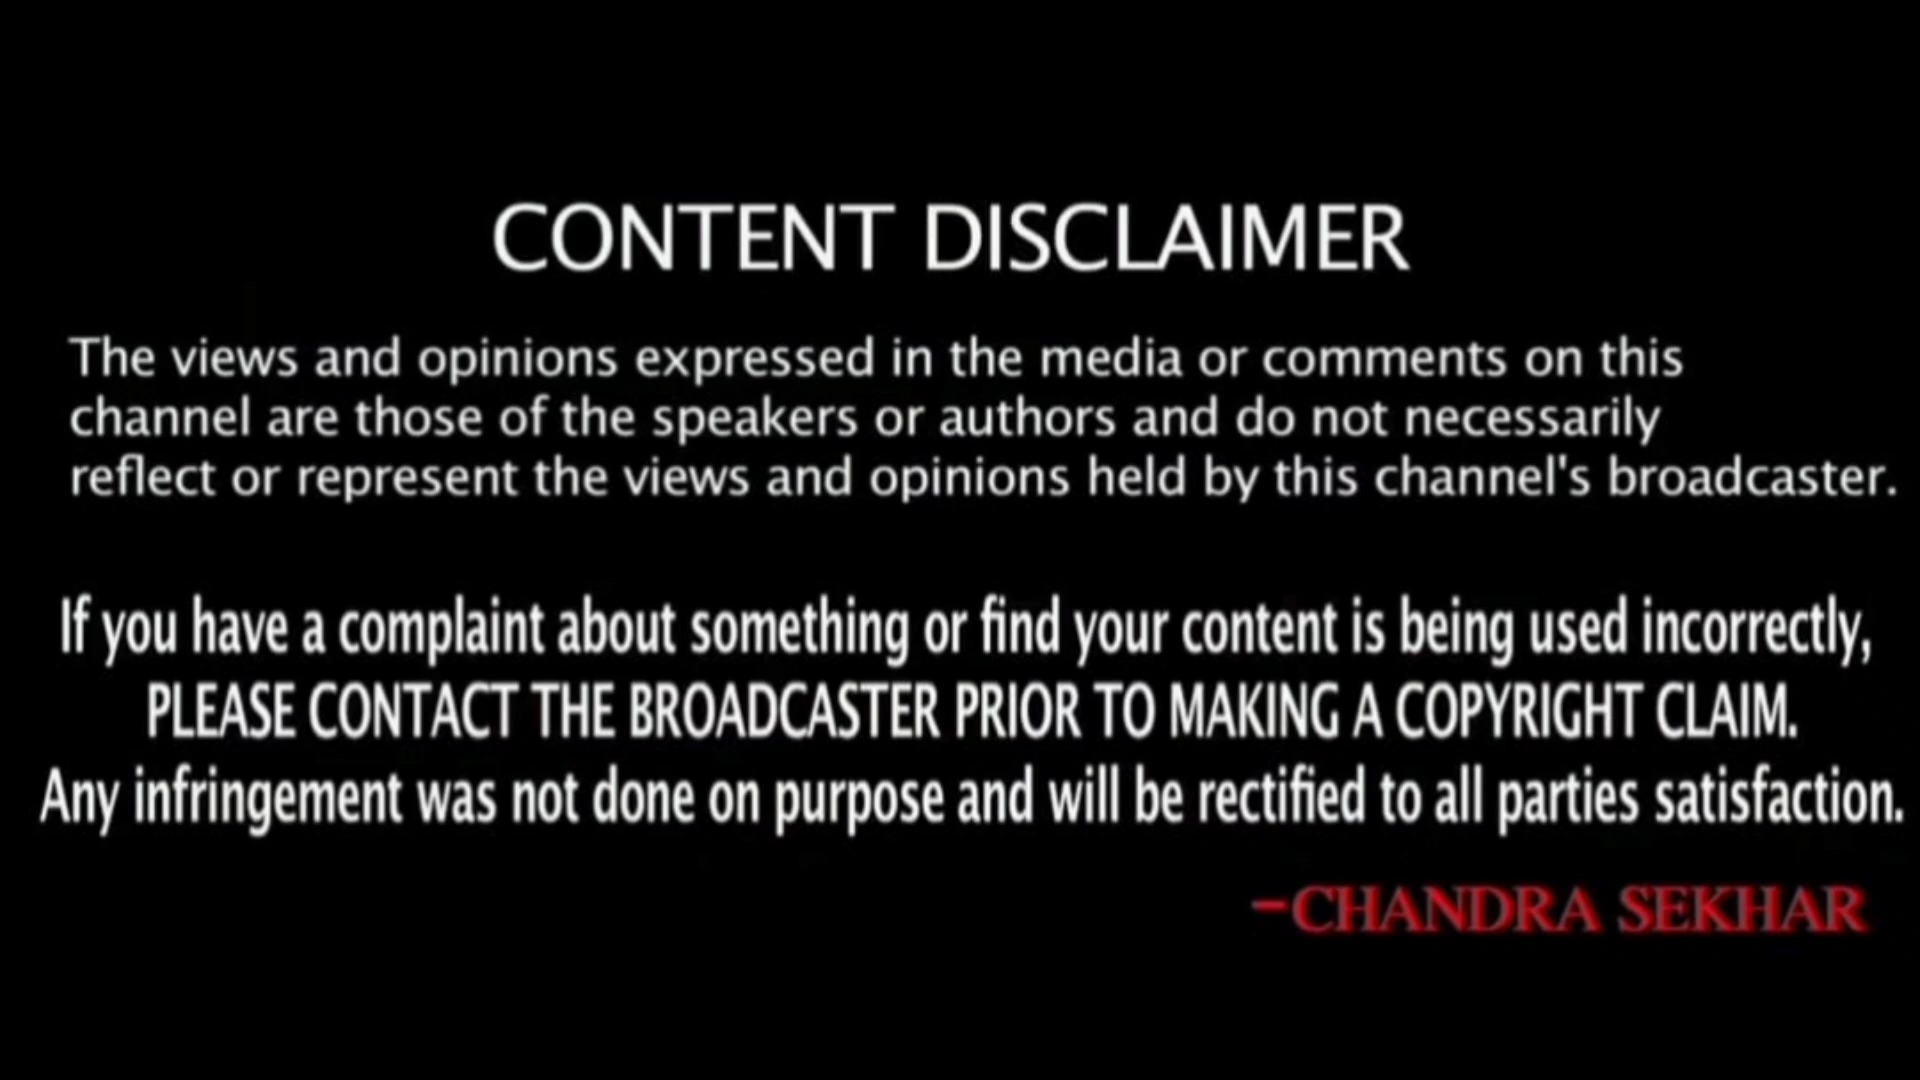 CONTENT DISCLAIMER
The views and opinions expressed in the media or comments on this
channel are those of the speakers or authors and do not necessarily
reflect or represent the views and opinions held by this channel's broadcaster.
If you have a complaint about something or find your content is being used incorrectly,
PLEASE CONTACT THE BROADCASTER PRIOR TO MAKING A COPYRIGHT CLAIM.
Any infringement was not done on purpose and will be rectified to all parties satisfaction.
-CHANDRA SEKHAR